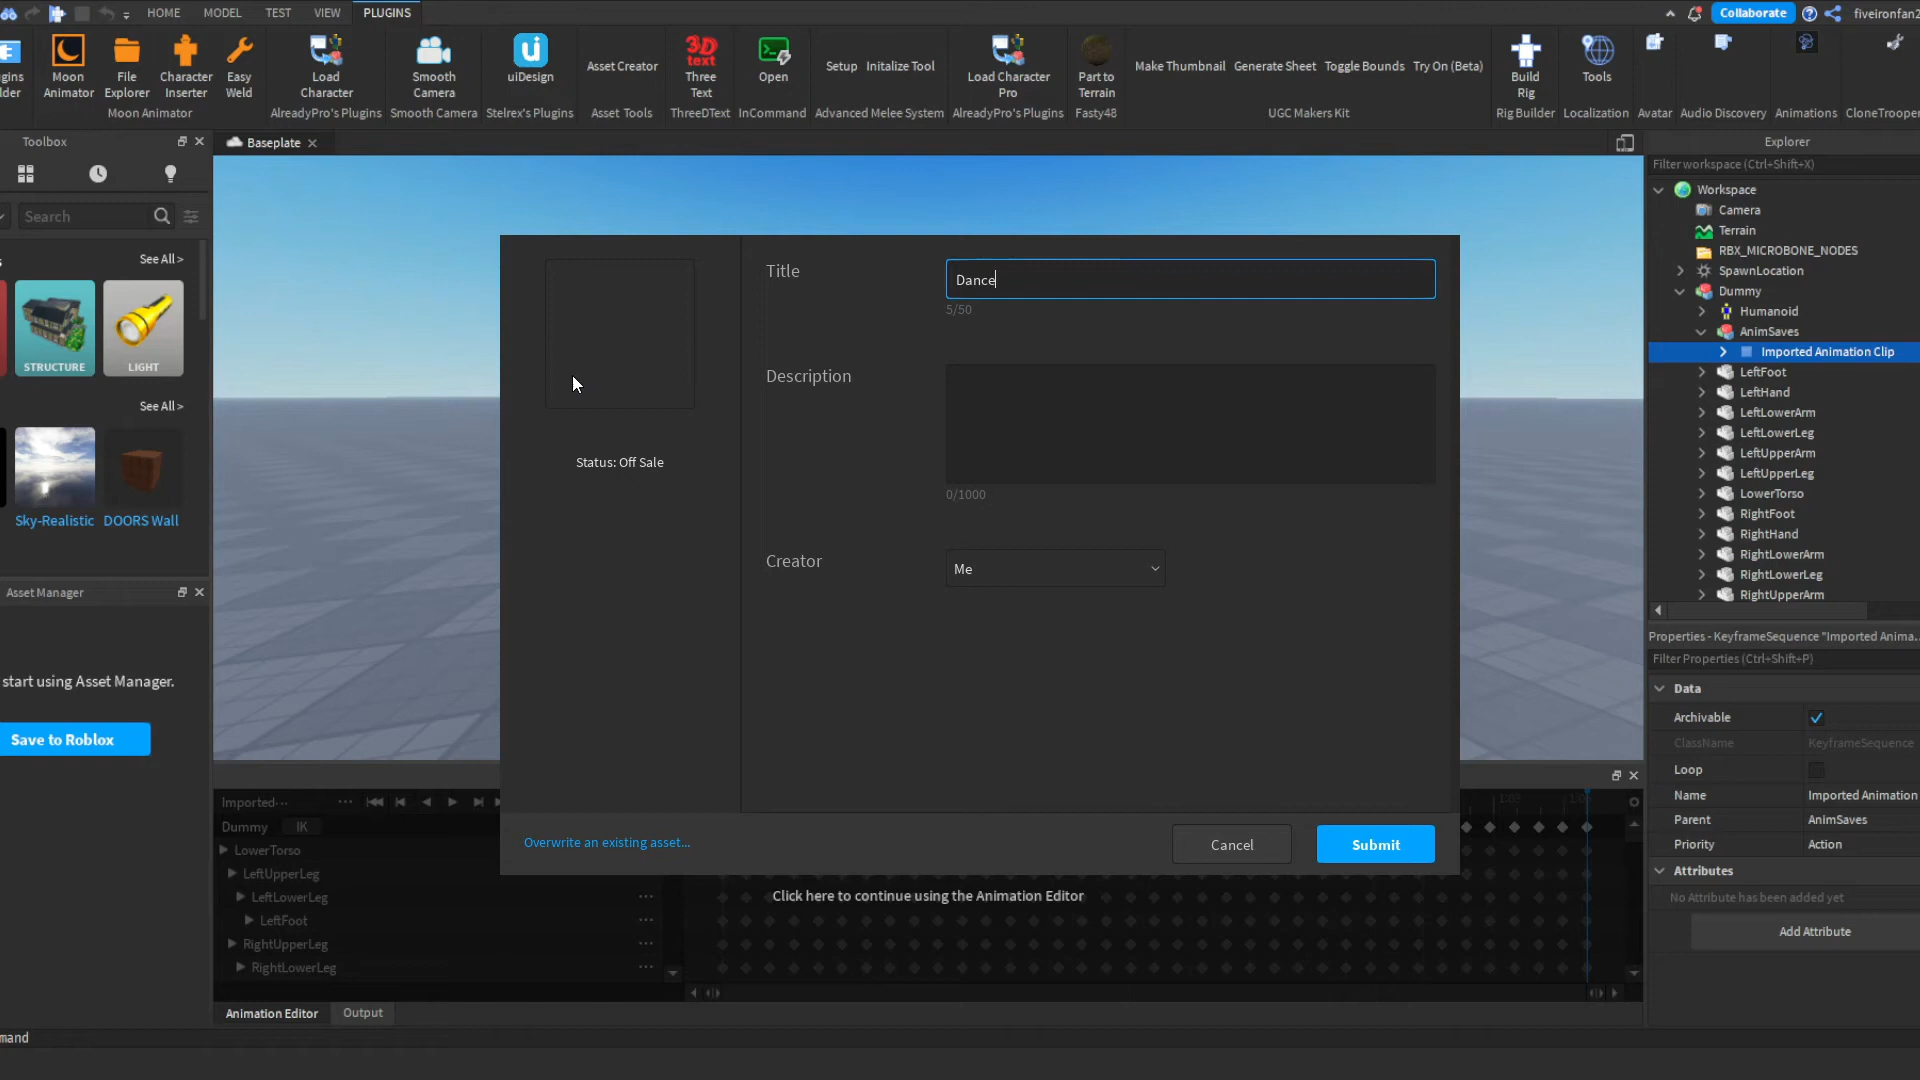 HOME MODEL TEST VIEW PLUGINS
Collaborate
Moon Animator
File Explorer
Character Inserter
Easy Weld
Moon Animator
Load Character
AlreadyPro's Plugins
Smooth Camera
Smooth Camera
uiDesign
Stelrex's Plugins
Asset Creator
Asset Tools
3D text
Three Text
ThreeDText
Open
InCommand
Setup Initalize Tool
Advanced Melee System
Load Character Pro
AlreadyPro's Plugins
Part to Terrain
Fasty48
Make Thumbnail Generate Sheet Toggle Bounds Try On (Beta)
UGC Makers Kit
Build Rig
Rig Builder
Tools
Localization
Avatar
Audio Discovery
Animations
Toolbox
Search
See All >
STRUCTURE
LIGHT
See All >
Sky-Realistic
DOORS Wall
Asset Manager
start using Asset Manager.
Save to Roblox
Baseplate
Title
Dance
5/50
Description
0/1000
Creator
Me
Status: Off Sale
Overwrite an existing asset...
Cancel
Submit
Click here to continue using the Animation Editor
Imported...
Dummy IK
LowerTorso
LeftUpperLeg
LeftLowerLeg
LeftFoot
RightUpperLeg
RightLowerLeg
Animation Editor
Output
mand
Explorer
Filter workspace (Ctrl+Shift+X)
Workspace
Camera
Terrain
RBX_MICROBONE_NODES
SpawnLocation
Dummy
Humanoid
AnimSaves
Imported Animation Clip
LeftFoot
LeftHand
LeftLowerArm
LeftLowerLeg
LeftUpperArm
LeftUpperLeg
LowerTorso
RightFoot
RightHand
RightLowerArm
RightLowerLeg
RightUpperArm
Properties - KeyframeSequence "Imported Anima...
Filter Properties (Ctrl+Shift+P)
Data
Archivable
ClassName KeyframeSequence
Loop
Name Imported Animation
Parent AnimSaves
Priority Action
Attributes
No Attribute has been added yet
Add Attribute